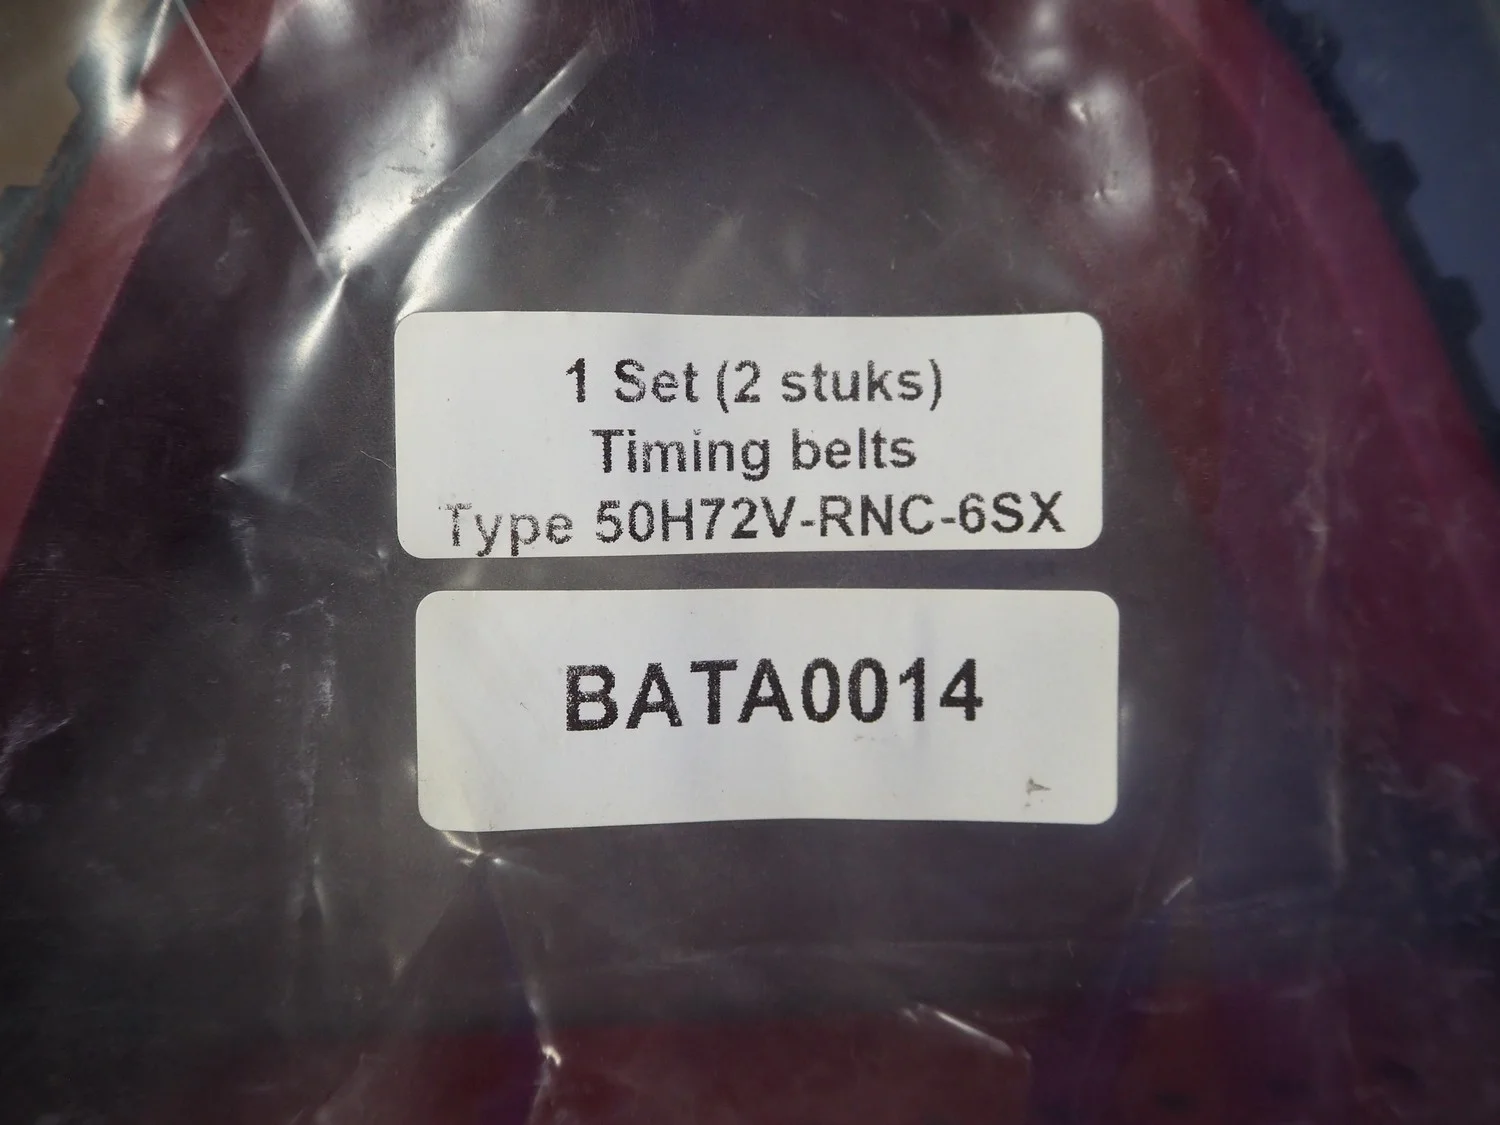 1 Set (2 stuks)
Timing belts
Type 50H72V-RNC-6SX
BATA0014